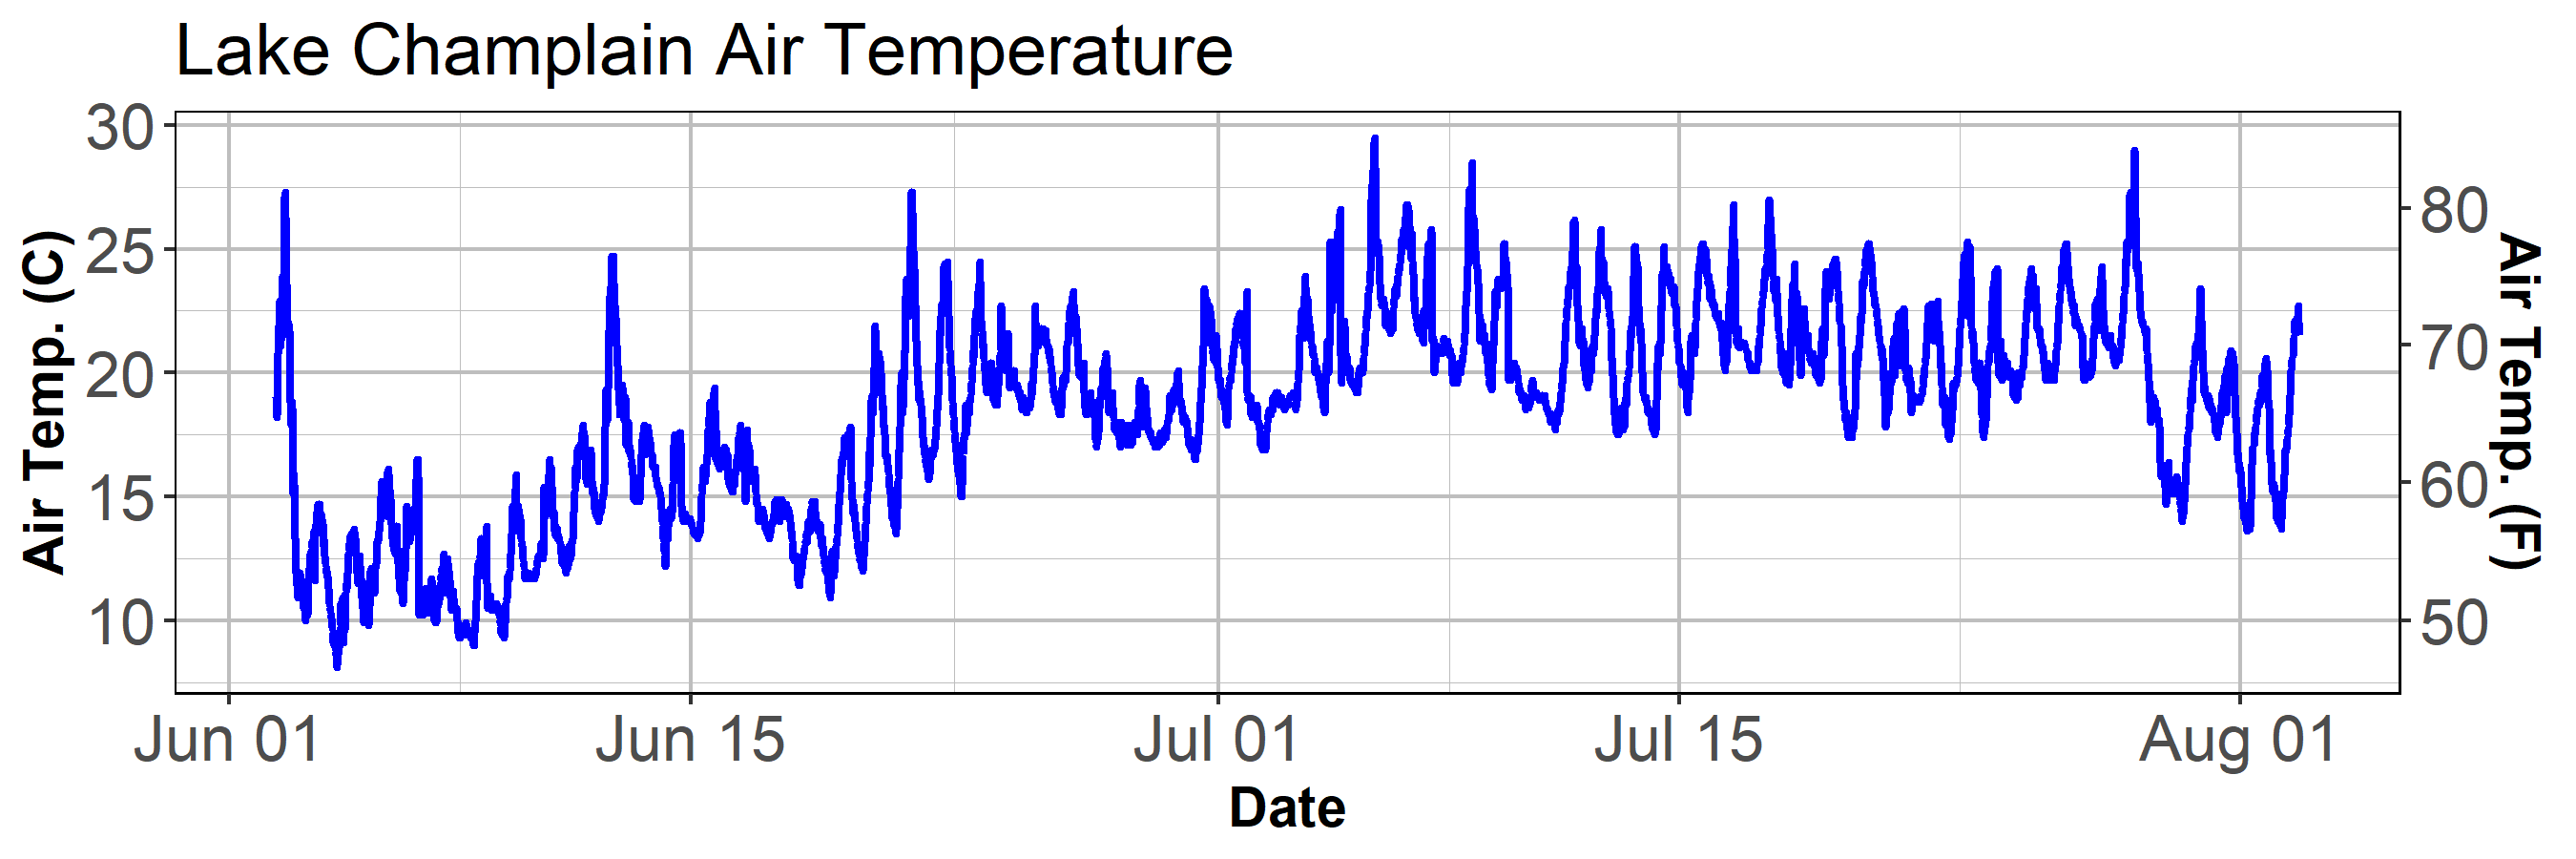 Lake Champlain Air Temperature
30
25
20
15
10
Air Temp. (C)
80
70
60
50
Air Temp. (F)
Jun 01
Jun 15
Jul 01
Jul 15
Aug 01
Date